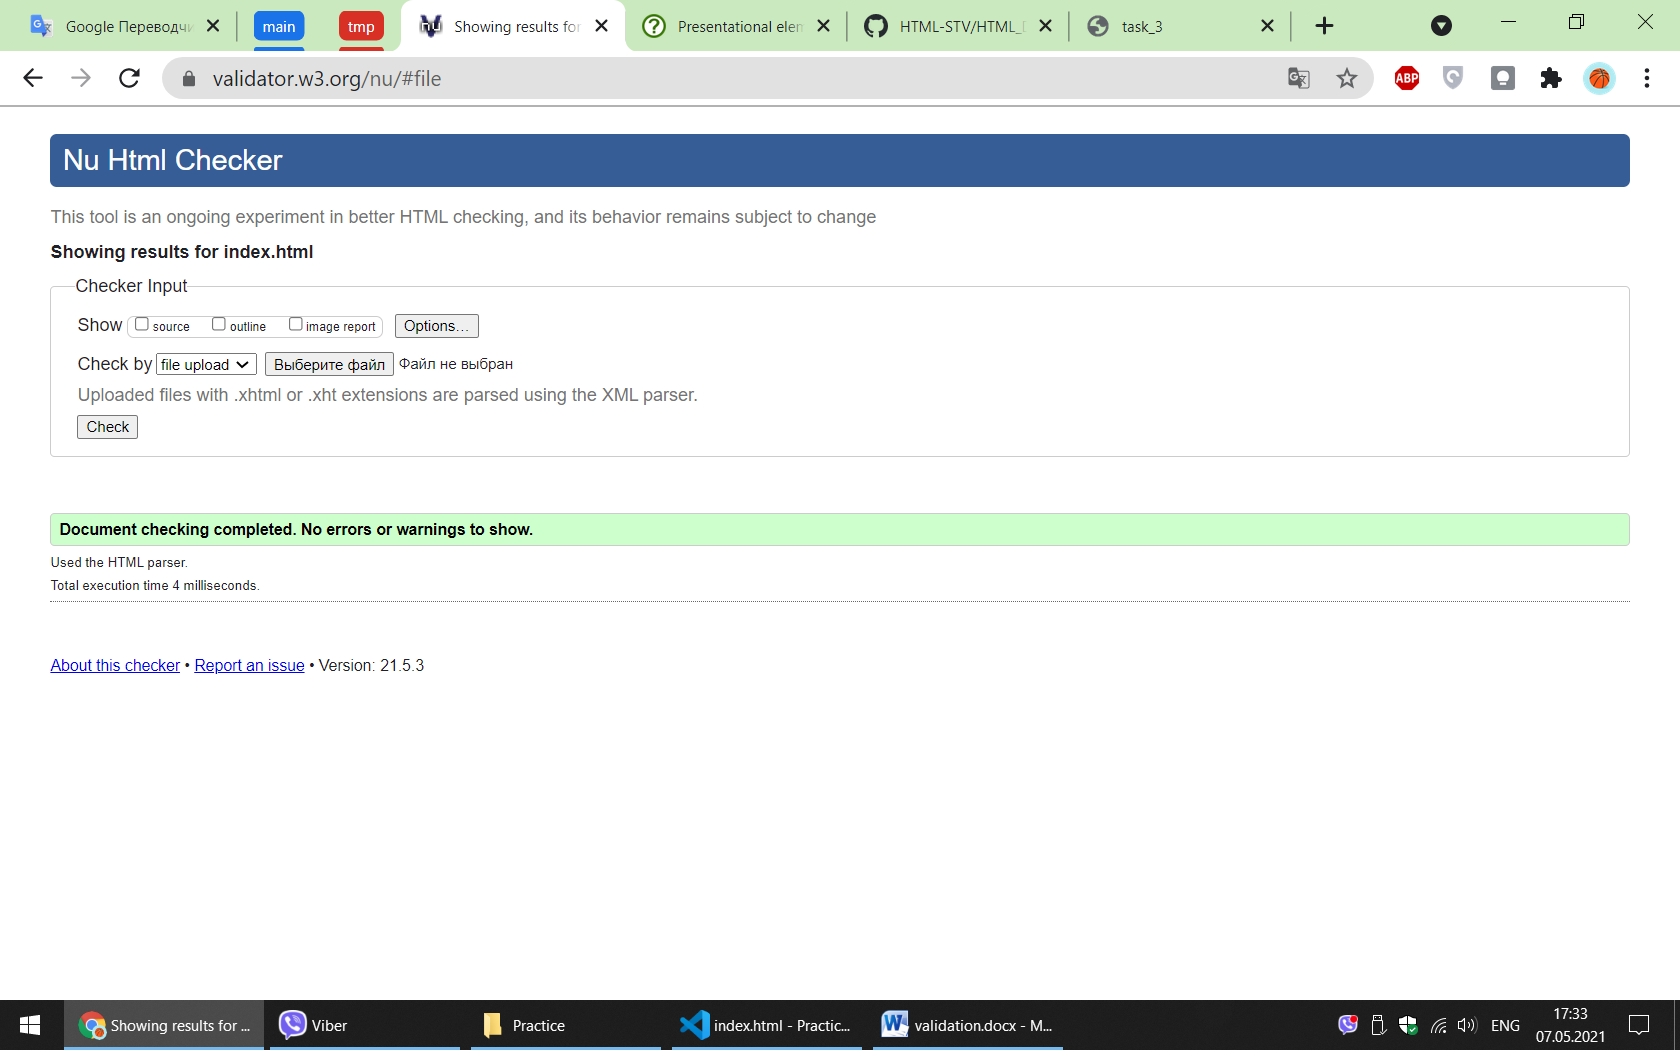 Google Переводчи
main
tmp
Showing results for
Presentational elem
HTML-STV/HTML_
task_3
validator.w3.org/nu/#file
ABP
Nu Html Checker
This tool is an ongoing experiment in better HTML checking, and its behavior remains subject to change
Showing results for index.html
Checker Input
Show source outline image report Options...
Check by file upload Выберите файл Файл не выбран
Uploaded files with .xhtml or .xht extensions are parsed using the XML parser.
Check
Document checking completed. No errors or warnings to show.
Used the HTML parser.
Total execution time 4 milliseconds.
About this checker • Report an issue • Version: 21.5.3
Showing results for ...
Viber
Practice
index.html - Practic...
validation.docx - M...
ENG
17:33
07.05.2021